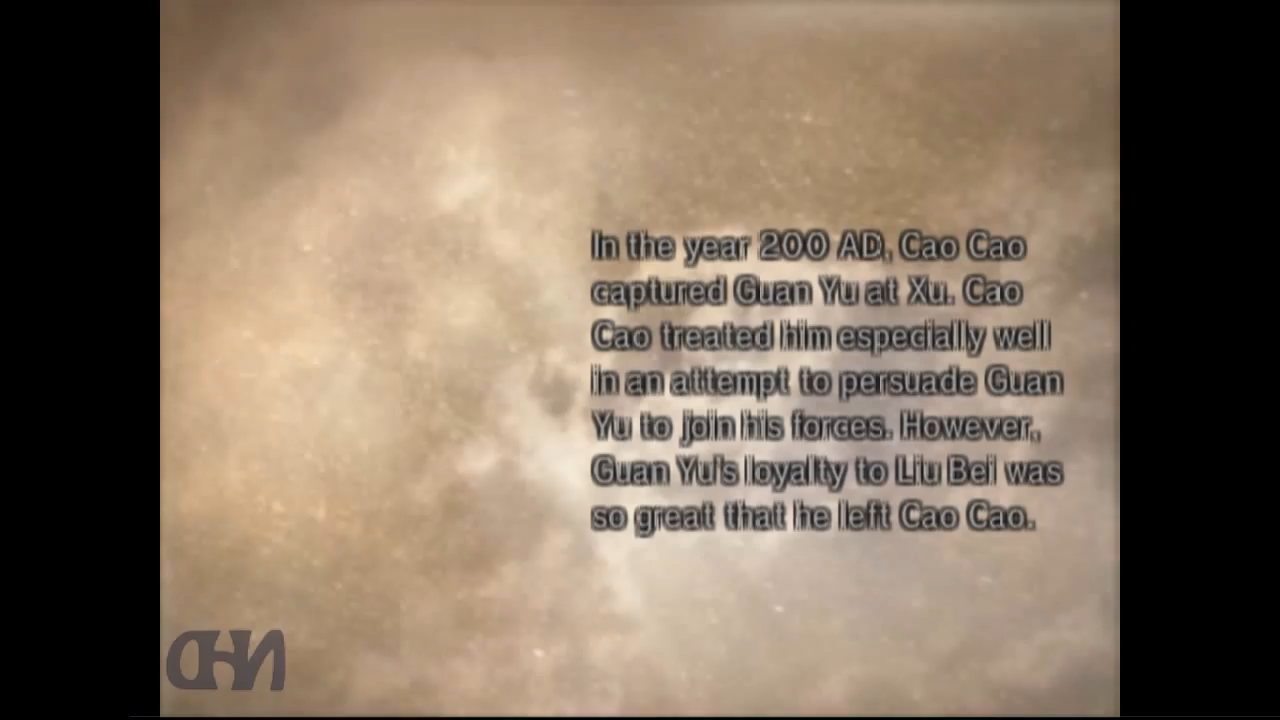 In the year 200 AD, Cao Cao
captured Guan Yu at Xu. Cao
Cao treated him especially well
in an attempt to persuade Guan
Yu to join his forces. However,
Guan Yu's loyalty to Liu Bei was
so great that he left Cao Cao.